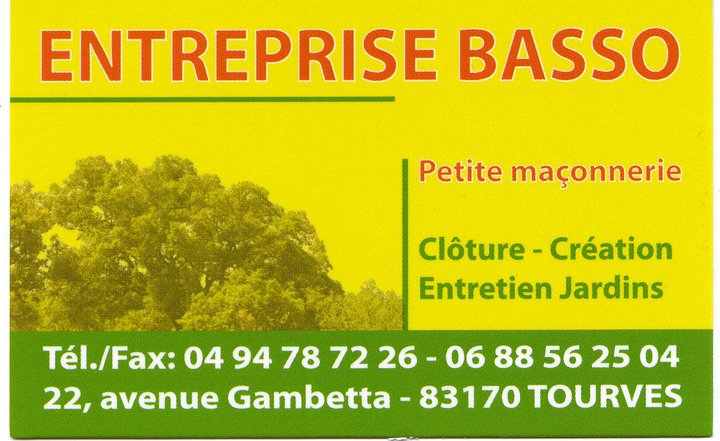 ENTREPRISE BASSO
Petite maçonnerie
Clôture - Création
Entretien Jardins
Tél./Fax: 04 94 78 72 26 - 06 88 56 25 04
22, avenue Gambetta - 83170 TOURVES